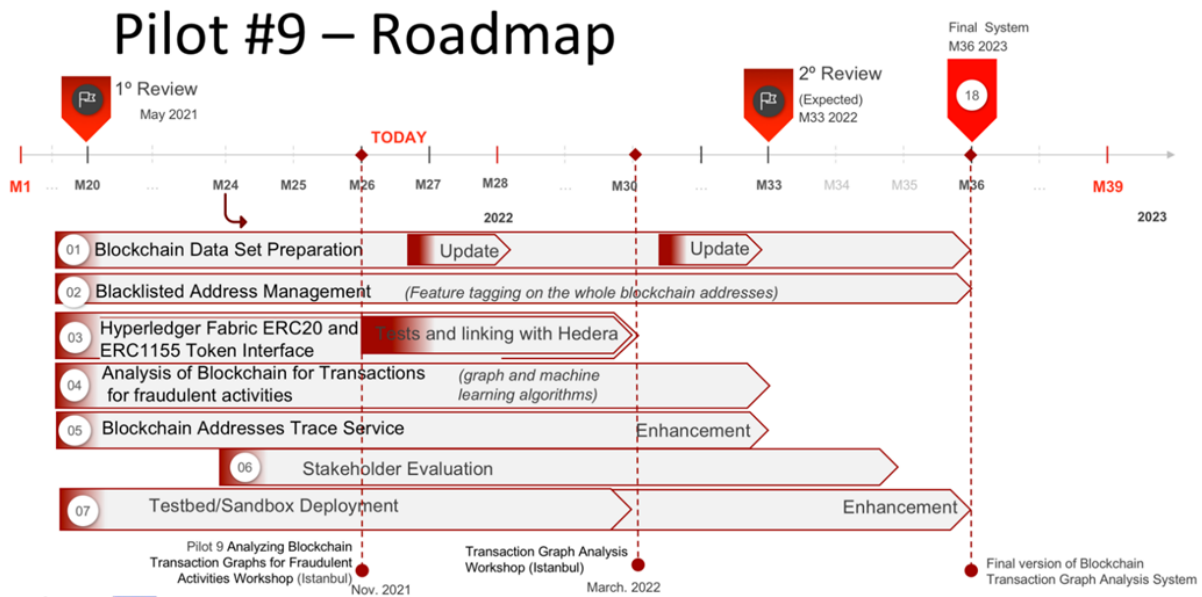 Pilot #9 – Roadmap
Final System
M36 2023
1º Review
May 2021
2º Review
(Expected)
M33 2022
18
TODAY
M1
...
M20
...
M24
M25
M26
M27
M28
...
M30
...
M33
M34
M35
M36
...
M39
2022
2023
01
Blockchain Data Set Preparation
Update
Update
02
Blacklisted Address Management
(Feature tagging on the whole blockchain addresses)
03
Hyperledger Fabric ERC20 and
ERC1155 Token Interface
Tests and linking with Hedera
04
Analysis of Blockchain for Transactions
for fraudulent activities
(graph and machine
learning algorithms)
05
Blockchain Addresses Trace Service
Enhancement
06
Stakeholder Evaluation
07
Testbed/Sandbox Deployment
Enhancement
Pilot 9 Analyzing Blockchain
Transaction Graphs for Fraudulent
Activities Workshop (Istanbul)
Nov. 2021
Transaction Graph Analysis
Workshop (Istanbul)
March. 2022
Final version of Blockchain
Transaction Graph Analysis System